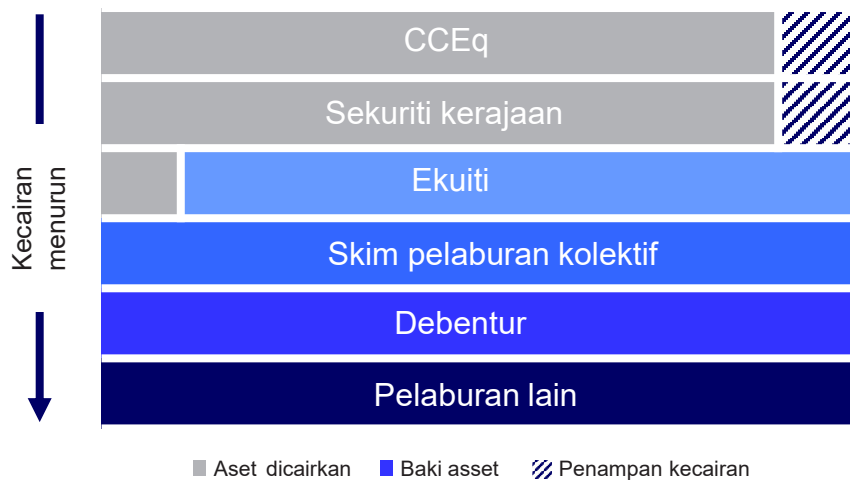 CCEq
Sekuriti kerajaan
Ekuiti
Skim pelaburan kolektif
Debentur
Pelaburan lain
Kecairan
menurun
Aset dicairkan
Baki asset
Penampan kecairan